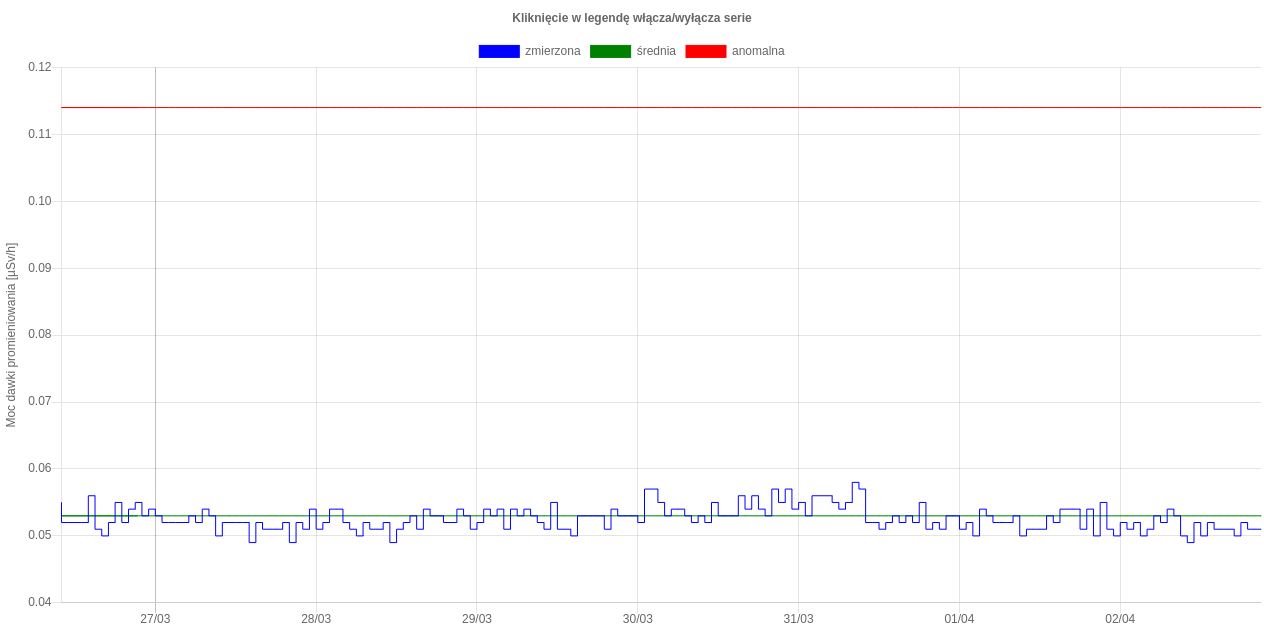 Kliknięcie w legendę włącza/wyłącza serie
zmierzona średnia anomalna
Moc dawki promieniowania [µSv/h]
0.12
0.11
0.10
0.09
0.08
0.07
0.06
0.05
0.04
27/03 28/03 29/03 30/03 31/03 01/04 02/04